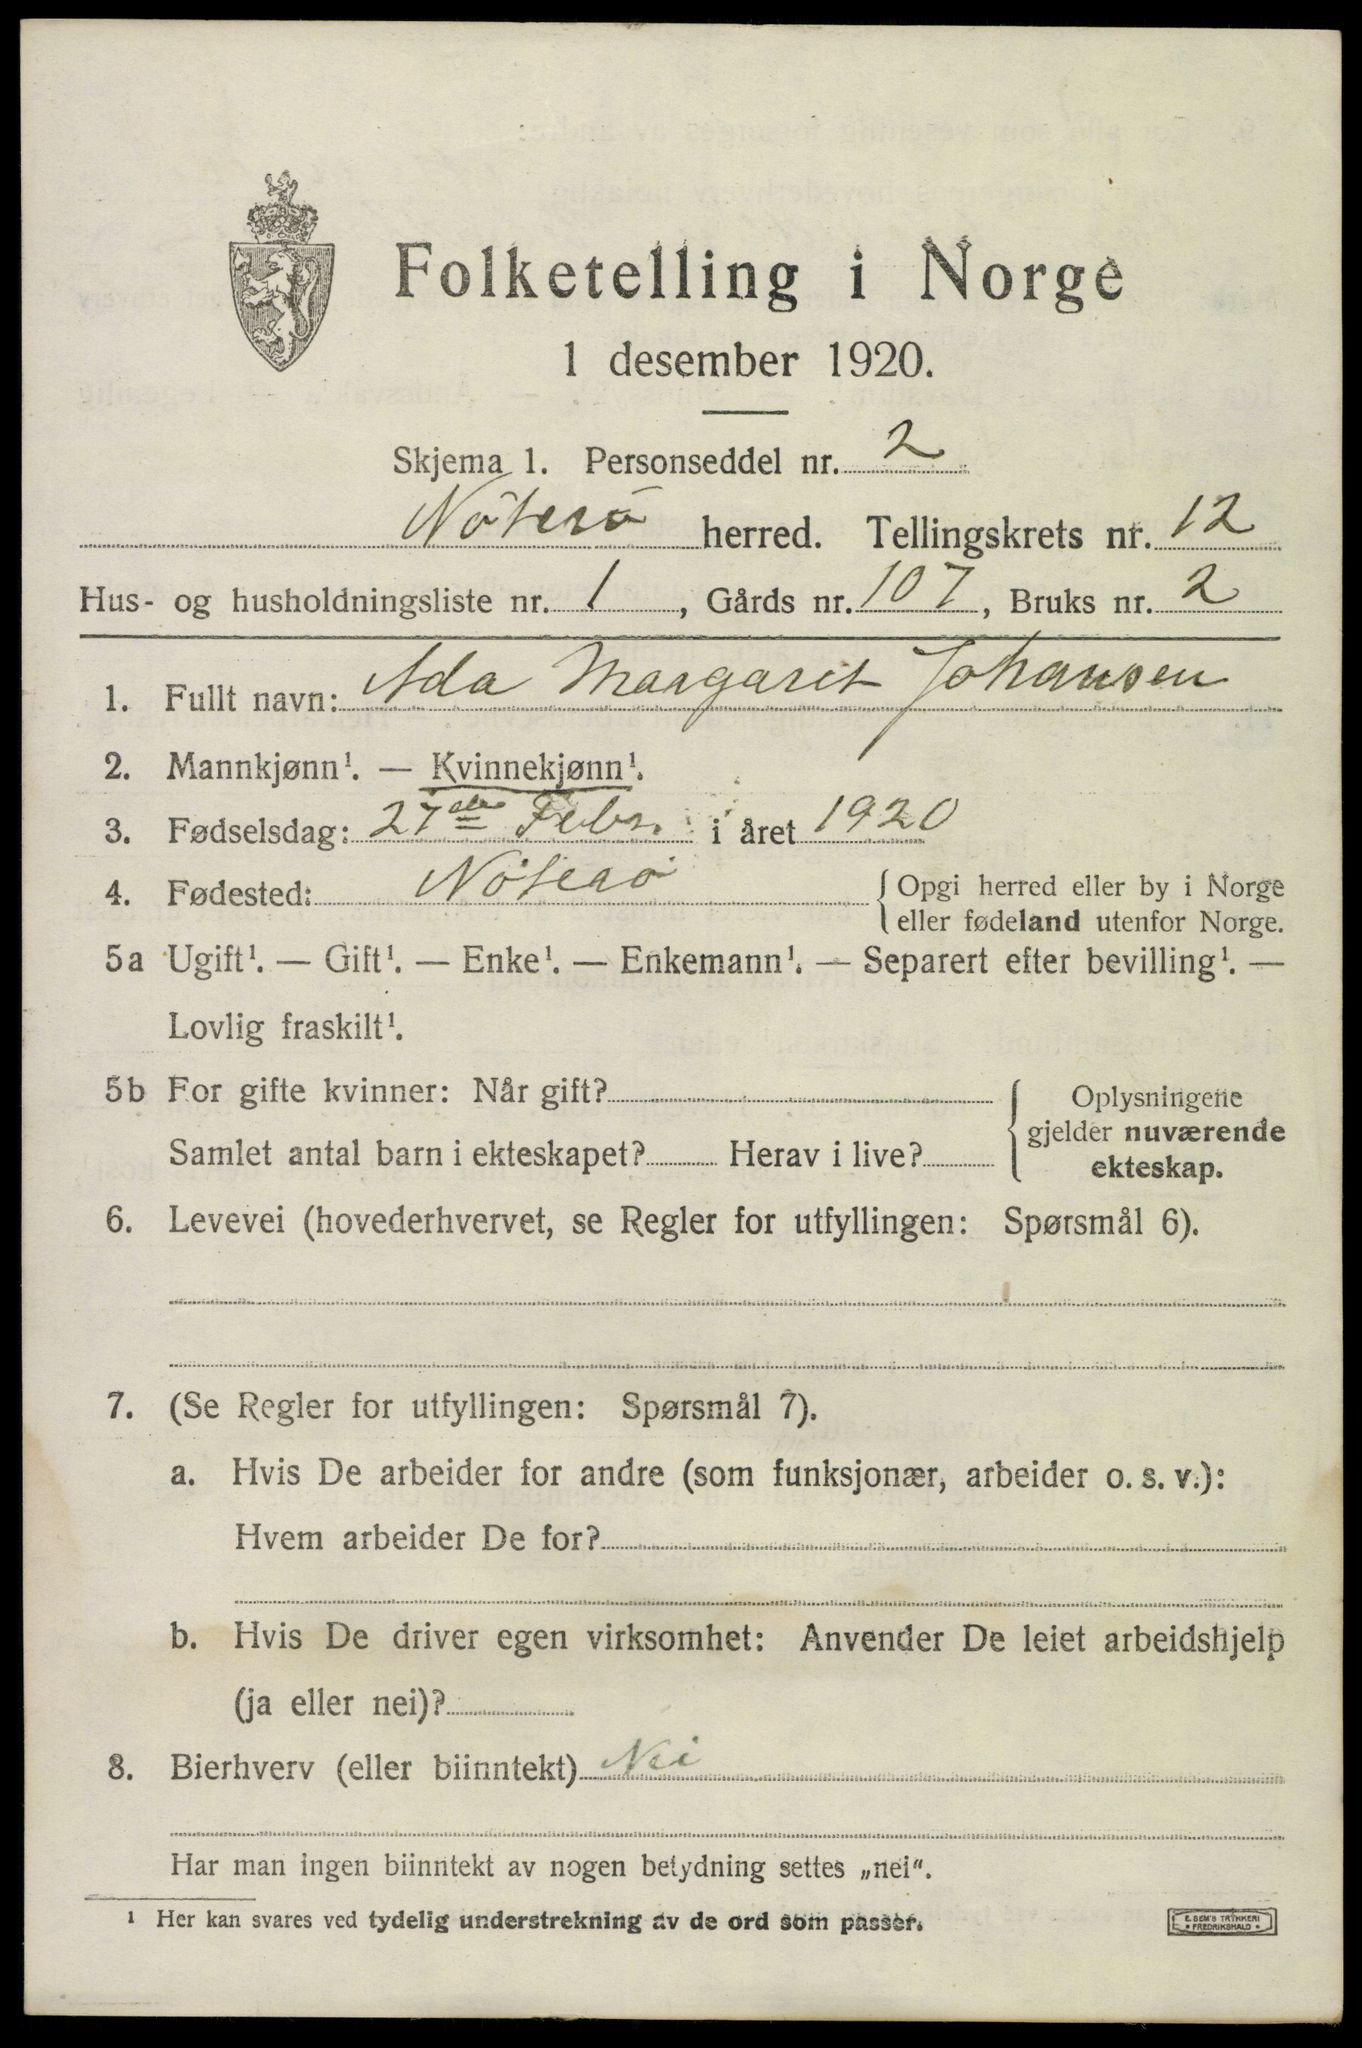 Folketelling i Norge
1 desember 1920.
Skjema 1. Personseddel nr. 2
Nøterø herred. Tellingskrets nr. 12
Hus- og husholdningsliste nr. 1, Gårds nr. 107, Bruks nr. 2
1. Fullt navn: Ada Margaret Johansen
2. Mannkjønn¹. — Kvinnekjønn¹.
3. Fødselsdag: 27de Febr. i året 1920
4. Fødested: Nøterø {Opgi herred eller by i Norge
eller fødeland utenfor Norge.
5a Ugift¹. — Gift¹. — Enke¹. — Enkemann¹. — Separert efter bevilling¹. —
Lovlig fraskilt¹.
5b For gifte kvinner: Når gift? {Oplysningene
gjelder nuværende
Samlet antal barn i ekteskapet? Herav i live? ekteskap.
6. Levevei (hovederhvervet, se Regler for utfyllingen: Spørsmål 6).
7. (Se Regler for utfyllingen: Spørsmål 7).
a. Hvis De arbeider for andre (som funksjonær, arbeider o. s. v.):
Hvem arbeider De for?
b. Hvis De driver egen virksomhet: Anvender De leiet arbeidshjelp
(ja eller nei)?
8. Bierhverv (eller biinntekt) Nei
Har man ingen biinntekt av nogen betydning settes „nei“.
¹ Her kan svares ved tydelig understrekning av de ord som passer.
E. SEM'S TRYKKERI
FREDRIKSHALD